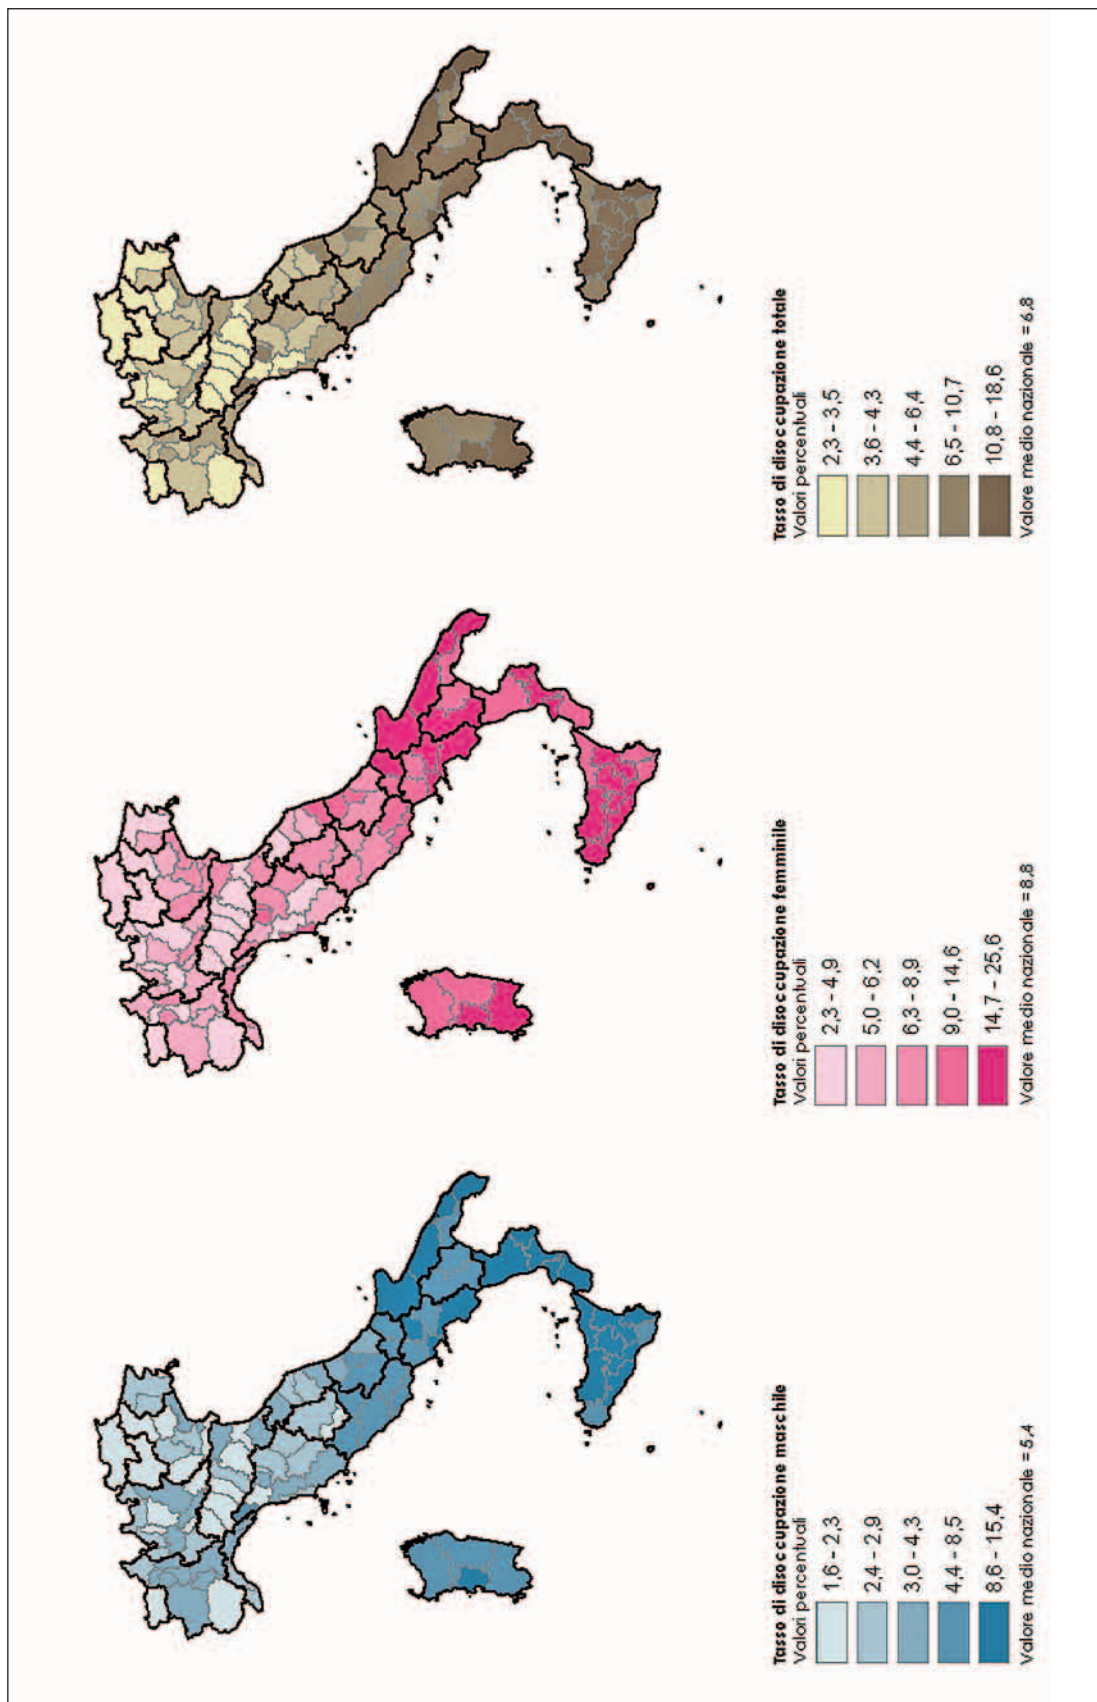 Tasso di disoccupazione maschile
Valori percentuali
1,6 – 2,3
2,4 – 2,9
3,0 – 4,3
4,4 – 8,5
8,6 – 15,4
Valore medio nazionale = 5,4
Tasso di disoccupazione femminile
Valori percentuali
2,3 – 4,9
5,0 – 6,2
6,3 – 8,9
9,0 – 14,6
14,7 – 25,6
Valore medio nazionale = 8,8
Tasso di disoccupazione totale
Valori percentuali
2,3 – 3,5
3,6 – 4,3
4,4 – 6,4
6,5 – 10,7
10,8 – 18,6
Valore medio nazionale = 6,8